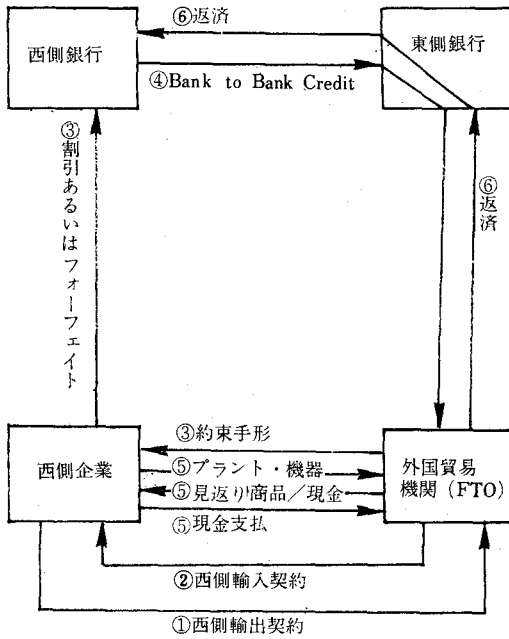 ⑥返済
西側銀行
東側銀行
④Bank to Bank Credit
③割引あるいはフォーフェイト
⑥返済
③約束手形
西側企業
⑤プラント・機器
外国貿易
機関（FTO）
⑤見返り商品／現金
⑤現金支払
②西側輸入契約
①西側輸出契約